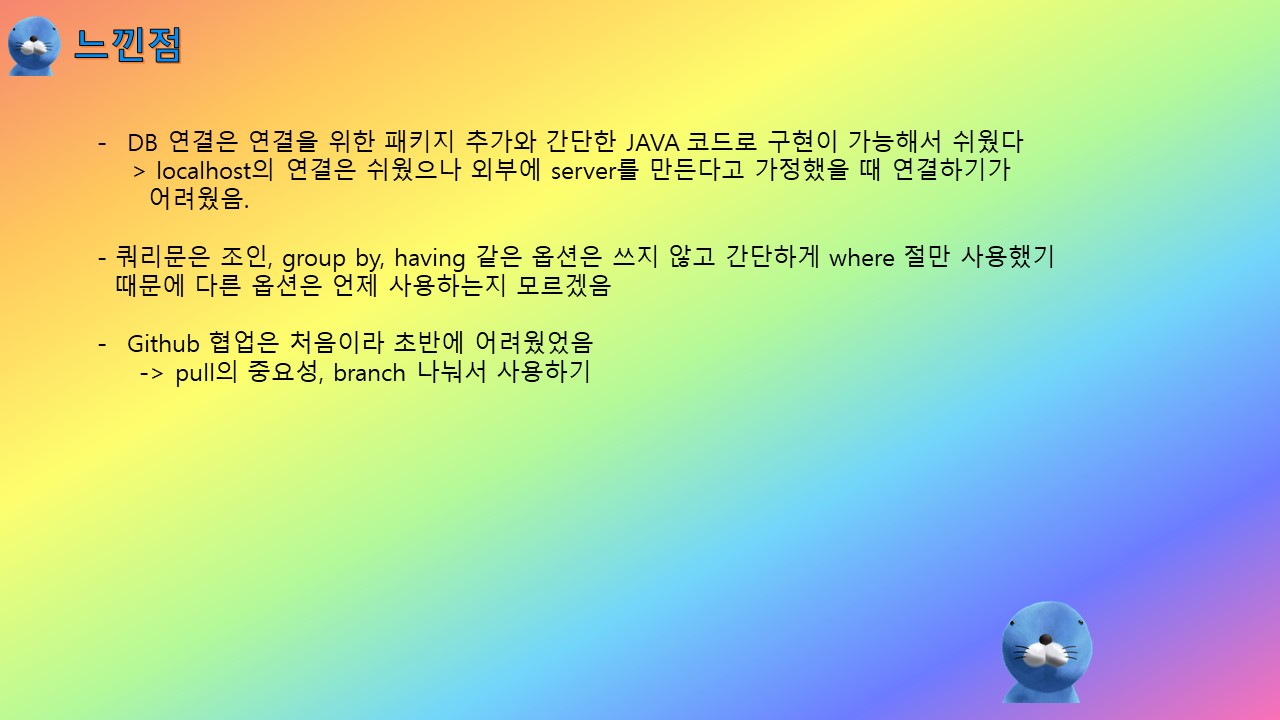 느낀점
- DB 연결은 연결을 위한 패키지 추가와 간단한 JAVA 코드로 구현이 가능해서 쉬웠다
> localhost의 연결은 쉬웠으나 외부에 server를 만든다고 가정했을 때 연결하기가
어려웠음.
- 쿼리문은 조인, group by, having 같은 옵션은 쓰지 않고 간단하게 where 절만 사용했기
때문에 다른 옵션은 언제 사용하는지 모르겠음
- Github 협업은 처음이라 초반에 어려웠었음
-> pull의 중요성, branch 나눠서 사용하기